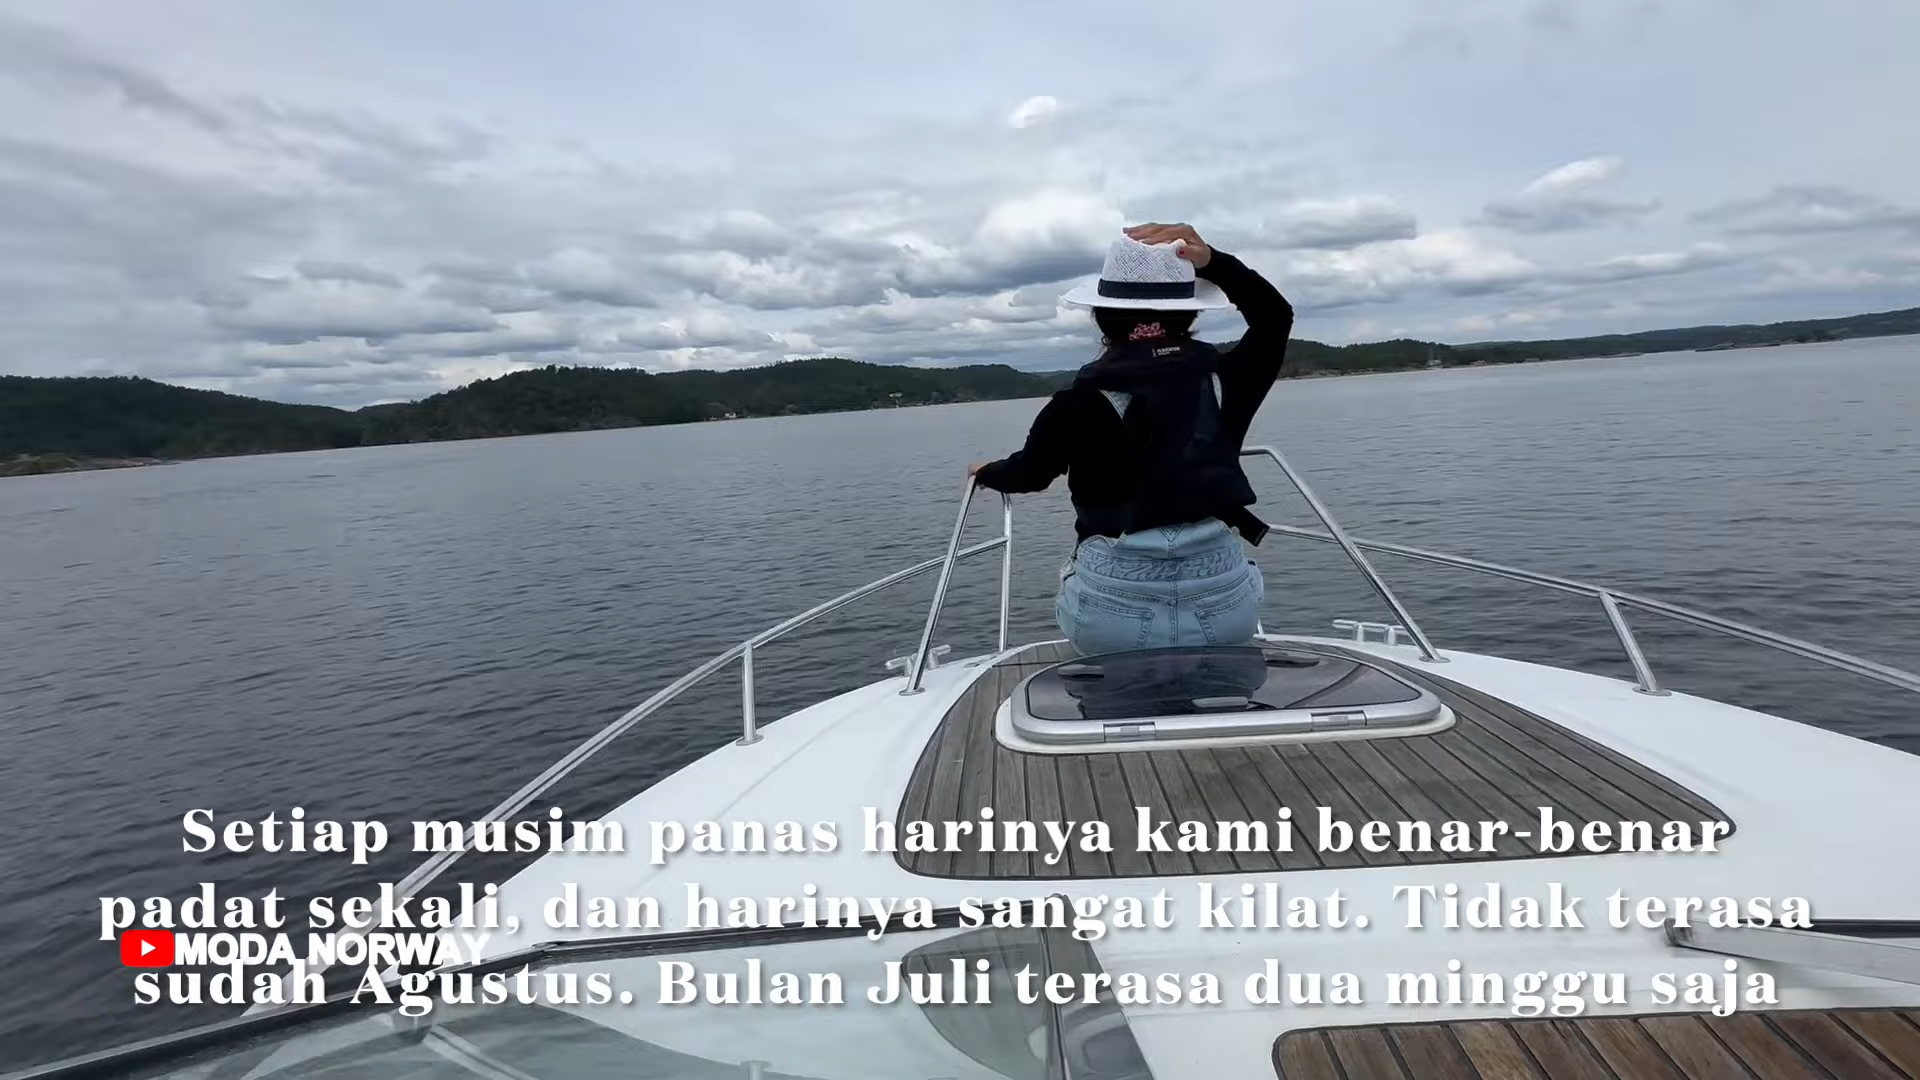 Setiap musim panas harinya kami benar-benar
padat sekali, dan harinya sangat kilat. Tidak terasa
MODA NORWAY
sudah Agustus. Bulan Juli terasa dua minggu saja